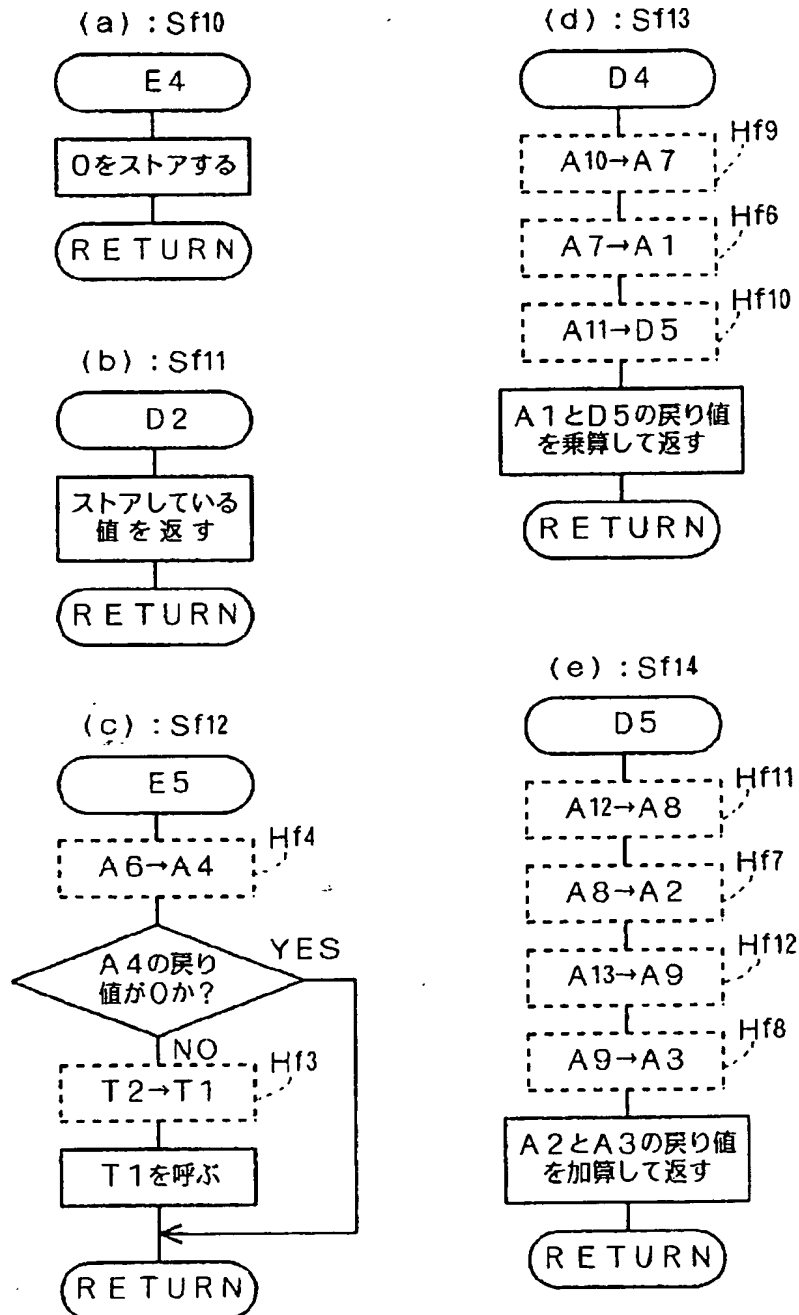 (a) : Sf10
E4
0をストアする
RETURN
(b) : Sf11
D2
ストアしている
値を返す
RETURN
(c) : Sf12
E5
A6→A4
Hf4
A4の戻り
値が0か?
YES
NO
T2→T1
Hf3
T1を呼ぶ
RETURN
(d) : Sf13
D4
A10→A7
Hf9
A7→A1
Hf6
A11→D5
Hf10
A1とD5の戻り値
を乗算して返す
RETURN
(e) : Sf14
D5
A12→A8
Hf11
A8→A2
Hf7
A13→A9
Hf12
A9→A3
Hf8
A2とA3の戻り値
を加算して返す
RETURN